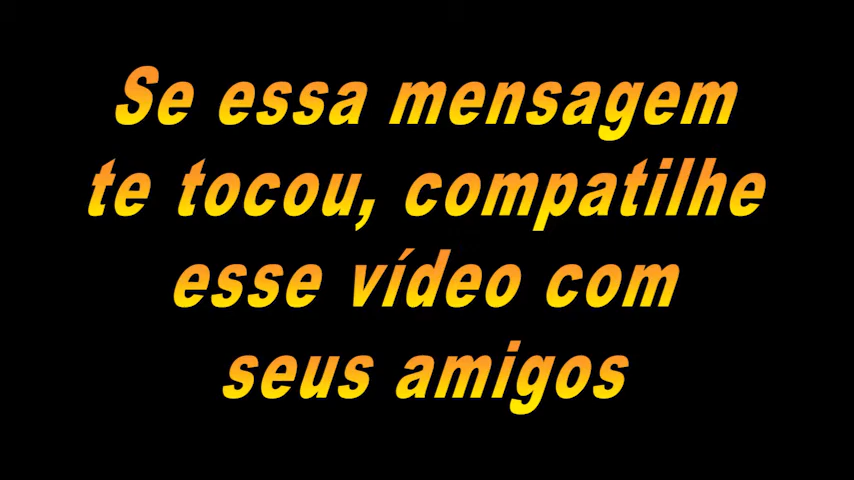 Se essa mensagem
te tocou, compatilhe
esse vídeo com
seus amigos